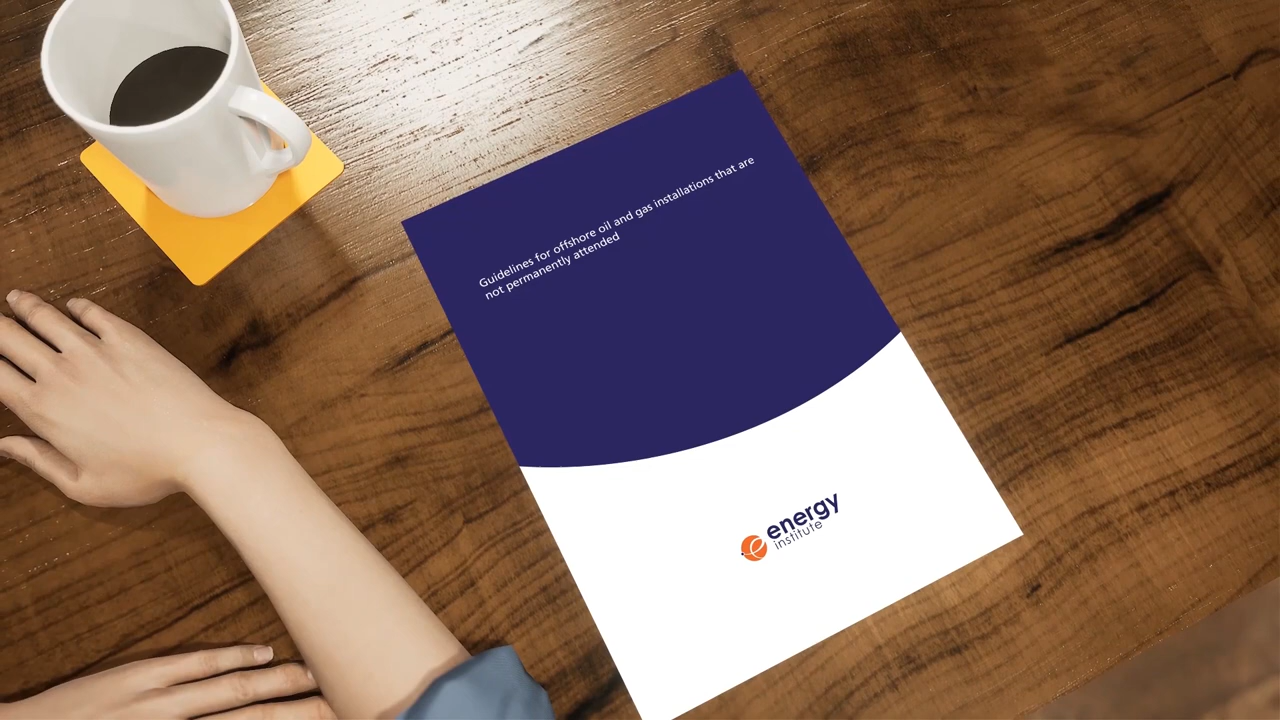 Guidelines for offshore oil and gas installations that are
not permanently attended
energy
institute